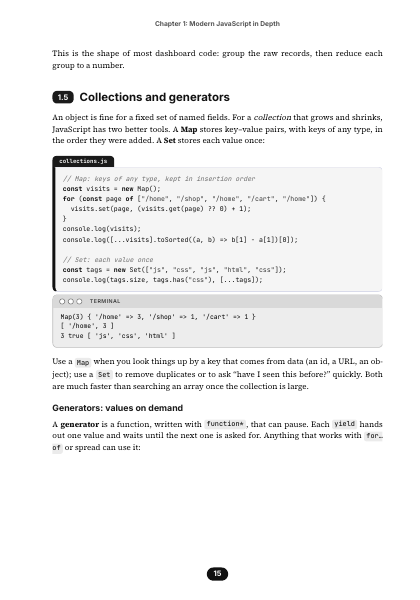 Chapter 1: Modern JavaScript in Depth
This is the shape of most dashboard code: group the raw records, then reduce each
group to a number.
1.5 Collections and generators
An object is fine for a fixed set of named fields. For a collection that grows and shrinks,
JavaScript has two better tools. A Map stores key–value pairs, with keys of any type, in
the order they were added. A Set stores each value once:
collections.js
// Map: keys of any type, kept in insertion order
const visits = new Map();
for (const page of ["/home", "/shop", "/home", "/cart", "/home"]) {
  visits.set(page, (visits.get(page) ?? 0) + 1);
}
console.log(visits);
console.log([...visits].toSorted((a, b) => b[1] - a[1])[0]);
// Set: each value once
const tags = new Set(["js", "css", "js", "html", "css"]);
console.log(tags.size, tags.has("css"), [...tags]);
TERMINAL
Map(3) { '/home' => 3, '/shop' => 1, '/cart' => 1 }
[ '/home', 3 ]
3 true [ 'js', 'css', 'html' ]
Use a Map when you look things up by a key that comes from data (an id, a URL, an ob-
ject); use a Set to remove duplicates or to ask “have I seen this before?” quickly. Both
are much faster than searching an array once the collection is large.
Generators: values on demand
A generator is a function, written with function*, that can pause. Each yield hands
out one value and waits until the next one is asked for. Anything that works with for…
of or spread can use it:
15